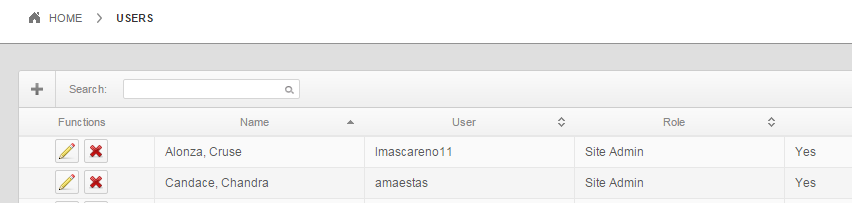 HOME > USERS
Search:
Functions Name User Role
Alonza, Cruse lmascareno11 Site Admin Yes
Candace, Chandra amaestas Site Admin Yes